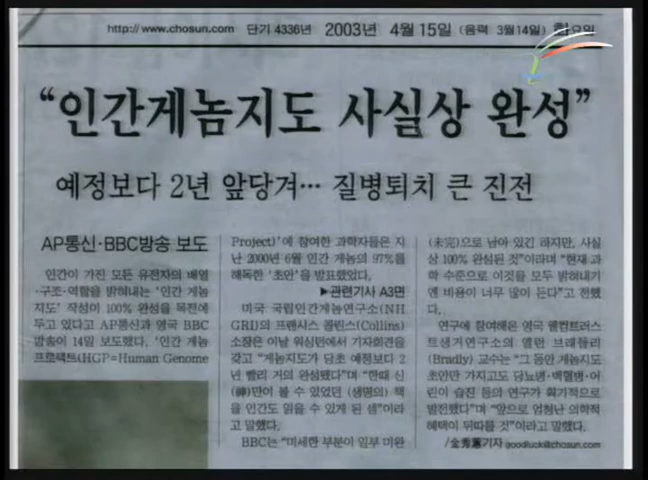 http://www.chosun.com 단기 4336년 2003년 4월 15일 (음력 3월 14일) 화요일
“인간게놈지도 사실상 완성”
예정보다 2년 앞당겨… 질병퇴치 큰 진전
AP통신·BBC방송 보도
인간이 가진 모든 유전자의 배열
·구조·역할을 밝혀내는 ‘인간 게놈
지도’ 작성이 100% 완성을 목전에
두고 있다고 AP통신과 영국 BBC
방송이 14일 보도했다. ‘인간 게놈
프로젝트(HGP=Human Genome
Project)’에 참여한 과학자들은 지
난 2000년 6월 인간 게놈의 97%를
해독한 ‘초안’을 발표했었다.
▶관련기사 A3면
미국 국립인간게놈연구소(NH
GRI)의 프랜시스 콜린스(Collins)
소장은 이날 워싱턴에서 기자회견을
갖고 “게놈지도가 당초 예정보다 2
년 빨리 거의 완성됐다”며 “한때 신
(神)만이 볼 수 있었던 (생명의) 책
을 인간도 읽을 수 있게 된 셈”이라
고 말했다.
BBC는 “미세한 부분이 일부 미완
(未完)으로 남아 있긴 하지만, 사실
상 100% 완성된 것”이라며 “현재 과
학 수준으로 이것을 모두 밝혀내기
엔 비용이 너무 많이 든다”고 전했
다.
연구에 참여해온 영국 웰컴트러스
트생거연구소의 앨런 브래들리
(Bradly) 교수는 “그 동안 게놈지도
초안만 가지고도 당뇨병·백혈병·어
린이 습진 등의 연구가 획기적으로
발전했다”며 “앞으로 엄청난 의학적
혜택이 뒤따를 것”이라고 말했다.
/金秀蕙기자 goodluck@chosun.com